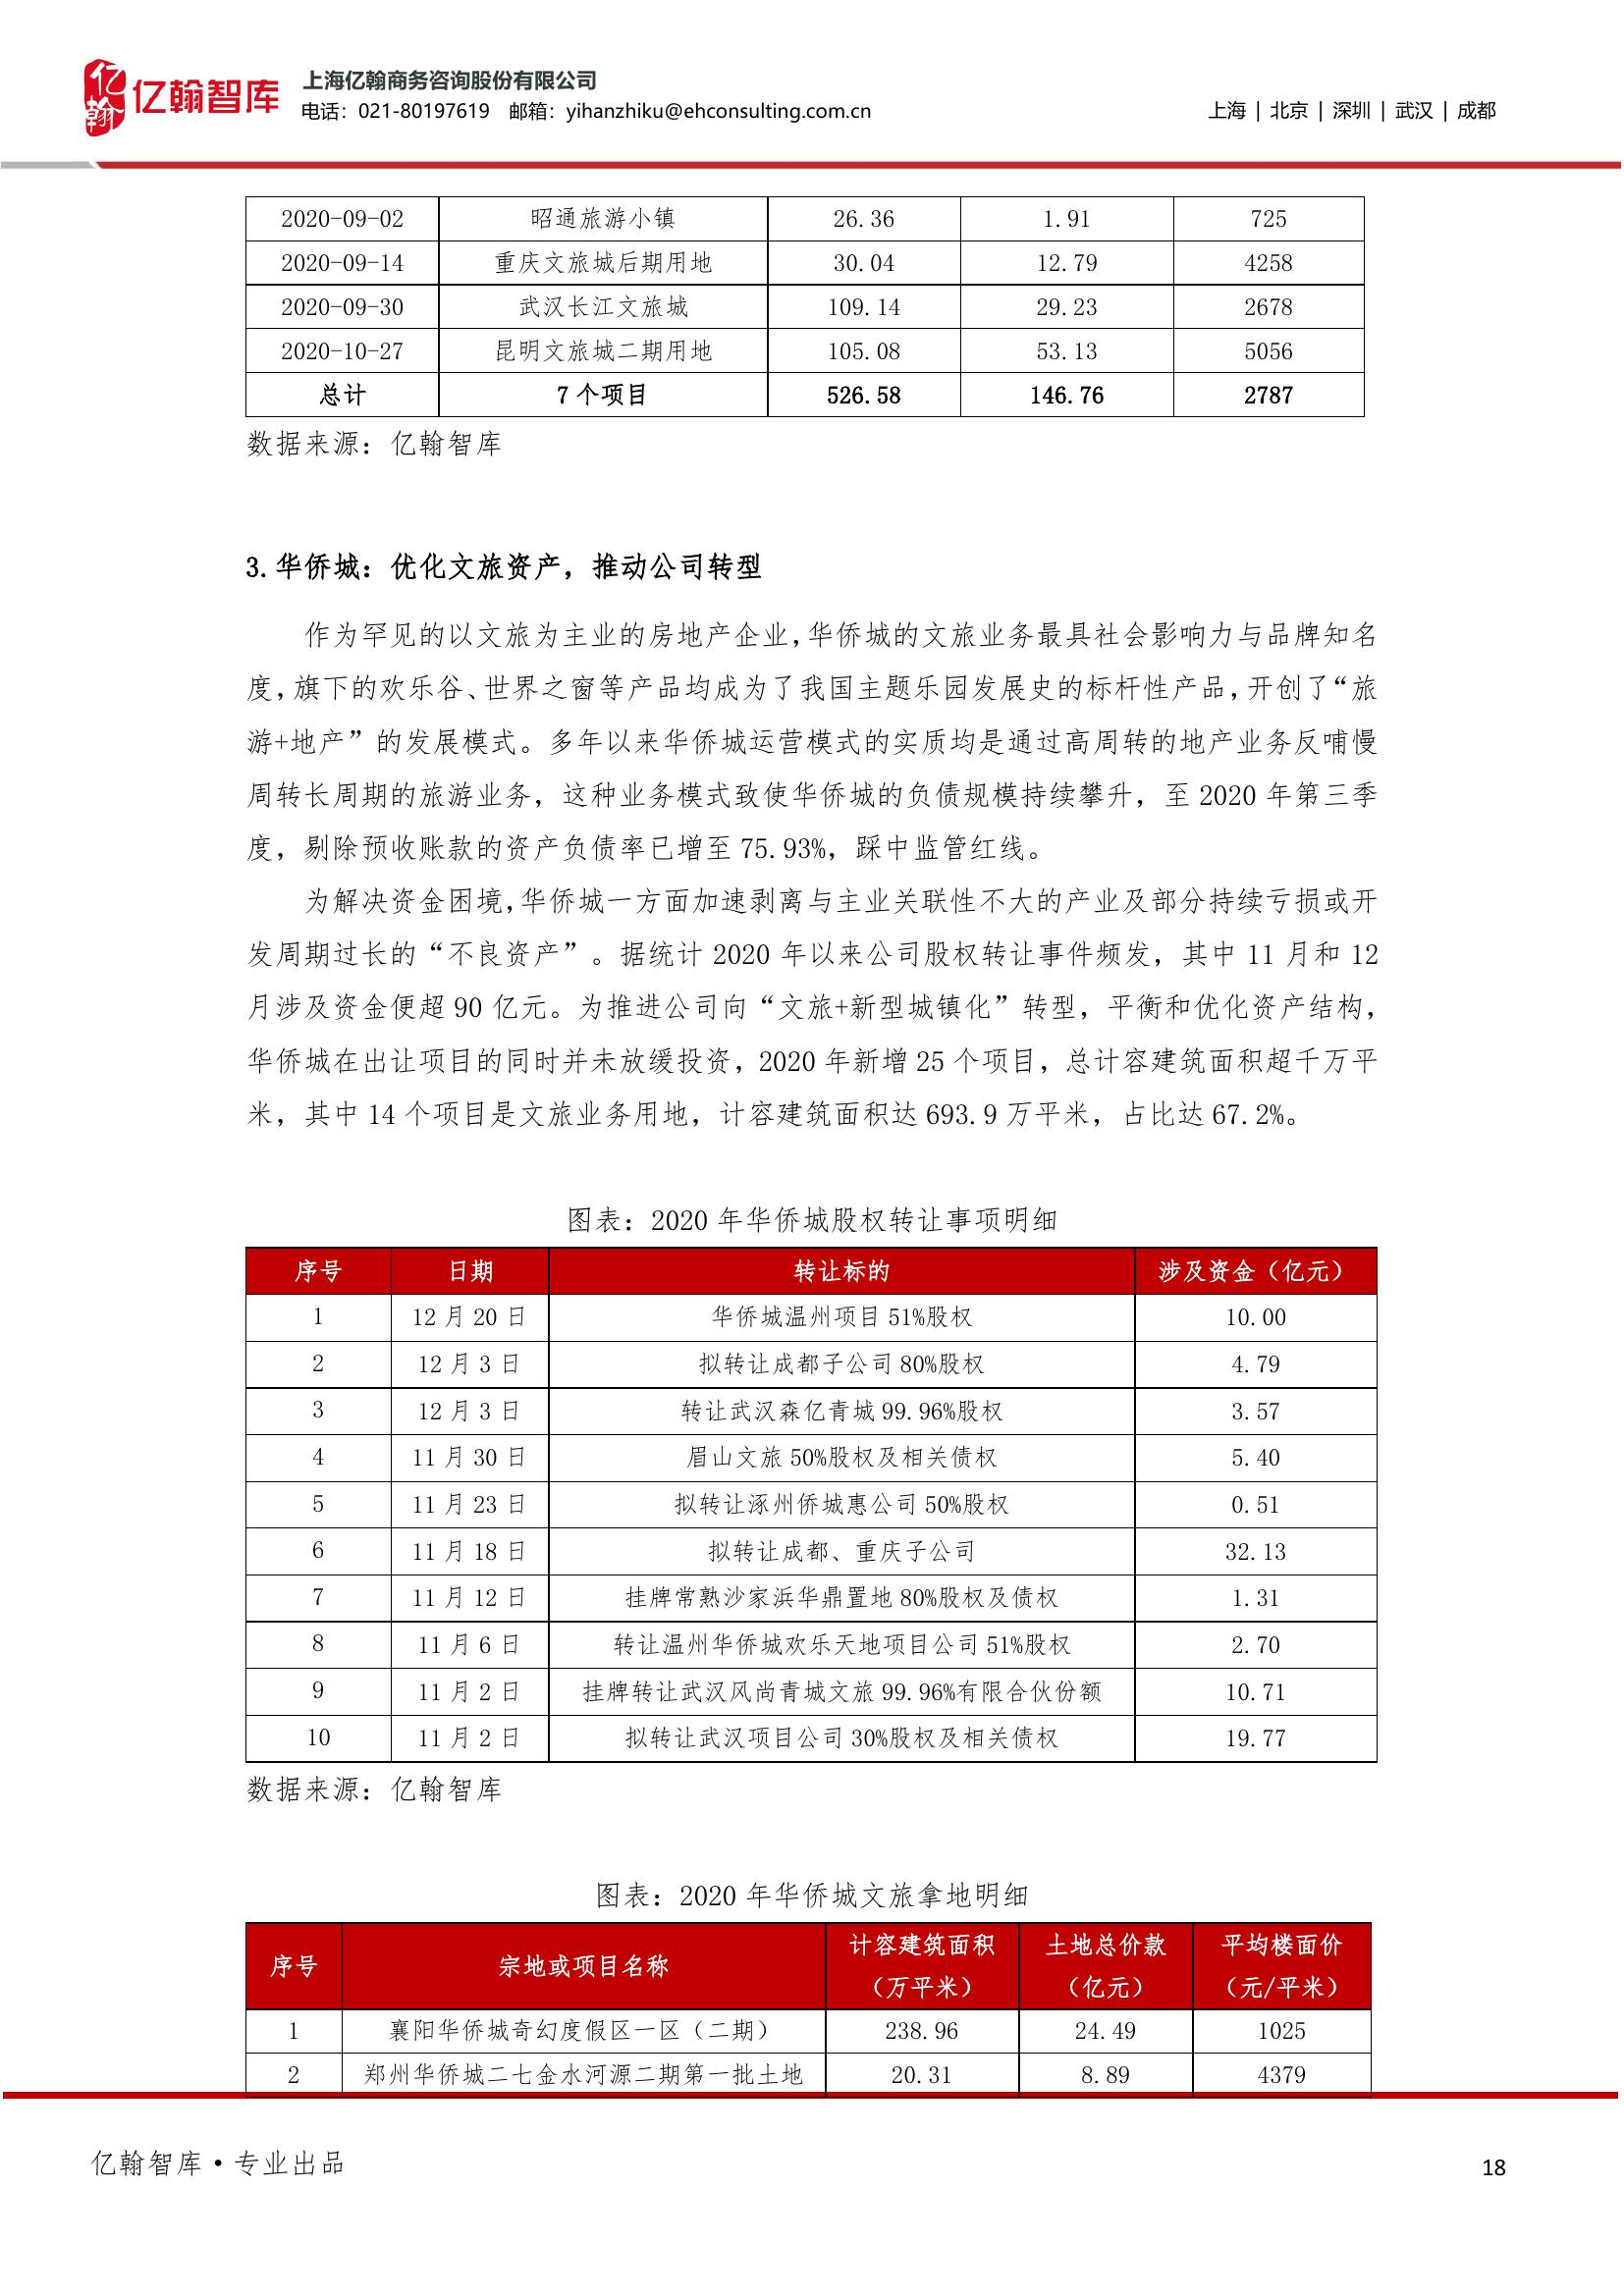 亿翰 亿翰智库 上海亿翰商务咨询股份有限公司
电话：021-80197619 邮箱：yihanzhiku@ehconsulting.com.cn 上海 | 北京 | 深圳 | 武汉 | 成都
2020-09-02 昭通旅游小镇 26.36 1.91 725
2020-09-14 重庆文旅城后期用地 30.04 12.79 4258
2020-09-30 武汉长江文旅城 109.14 29.23 2678
2020-10-27 昆明文旅城二期用地 105.08 53.13 5056
总计 7 个项目 526.58 146.76 2787
数据来源：亿翰智库
3.华侨城：优化文旅资产，推动公司转型
作为罕见的以文旅为主业的房地产企业，华侨城的文旅业务最具社会影响力与品牌知名
度，旗下的欢乐谷、世界之窗等产品均成为了我国主题乐园发展史的标杆性产品，开创了“旅
游+地产”的发展模式。多年以来华侨城运营模式的实质均是通过高周转的地产业务反哺慢
周转长周期的旅游业务，这种业务模式致使华侨城的负债规模持续攀升，至 2020 年第三季
度，剔除预收账款的资产负债率已增至 75.93%，踩中监管红线。
为解决资金困境，华侨城一方面加速剥离与主业关联性不大的产业及部分持续亏损或开
发周期过长的“不良资产”。据统计 2020 年以来公司股权转让事件频发，其中 11 月和 12
月涉及资金便超 90 亿元。为推进公司向“文旅+新型城镇化”转型，平衡和优化资产结构，
华侨城在出让项目的同时并未放缓投资，2020 年新增 25 个项目，总计容建筑面积超千万平
米，其中 14 个项目是文旅业务用地，计容建筑面积达 693.9 万平米，占比达 67.2%。
图表：2020 年华侨城股权转让事项明细
序号 日期 转让标的 涉及资金（亿元）
1 12 月 20 日 华侨城温州项目 51%股权 10.00
2 12 月 3 日 拟转让成都子公司 80%股权 4.79
3 12 月 3 日 转让武汉森亿青城 99.96%股权 3.57
4 11 月 30 日 眉山文旅 50%股权及相关债权 5.40
5 11 月 23 日 拟转让涿州侨城惠公司 50%股权 0.51
6 11 月 18 日 拟转让成都、重庆子公司 32.13
7 11 月 12 日 挂牌常熟沙家浜华鼎置地 80%股权及债权 1.31
8 11 月 6 日 转让温州华侨城欢乐天地项目公司 51%股权 2.70
9 11 月 2 日 挂牌转让武汉风尚青城文旅 99.96%有限合伙份额 10.71
10 11 月 2 日 拟转让武汉项目公司 30%股权及相关债权 19.77
数据来源：亿翰智库
图表：2020 年华侨城文旅拿地明细
序号 宗地或项目名称 计容建筑面积（万平米） 土地总价款（亿元） 平均楼面价（元/平米）
1 襄阳华侨城奇幻度假区一区（二期） 238.96 24.49 1025
2 郑州华侨城二七金水河源二期第一批土地 20.31 8.89 4379
亿翰智库·专业出品 18